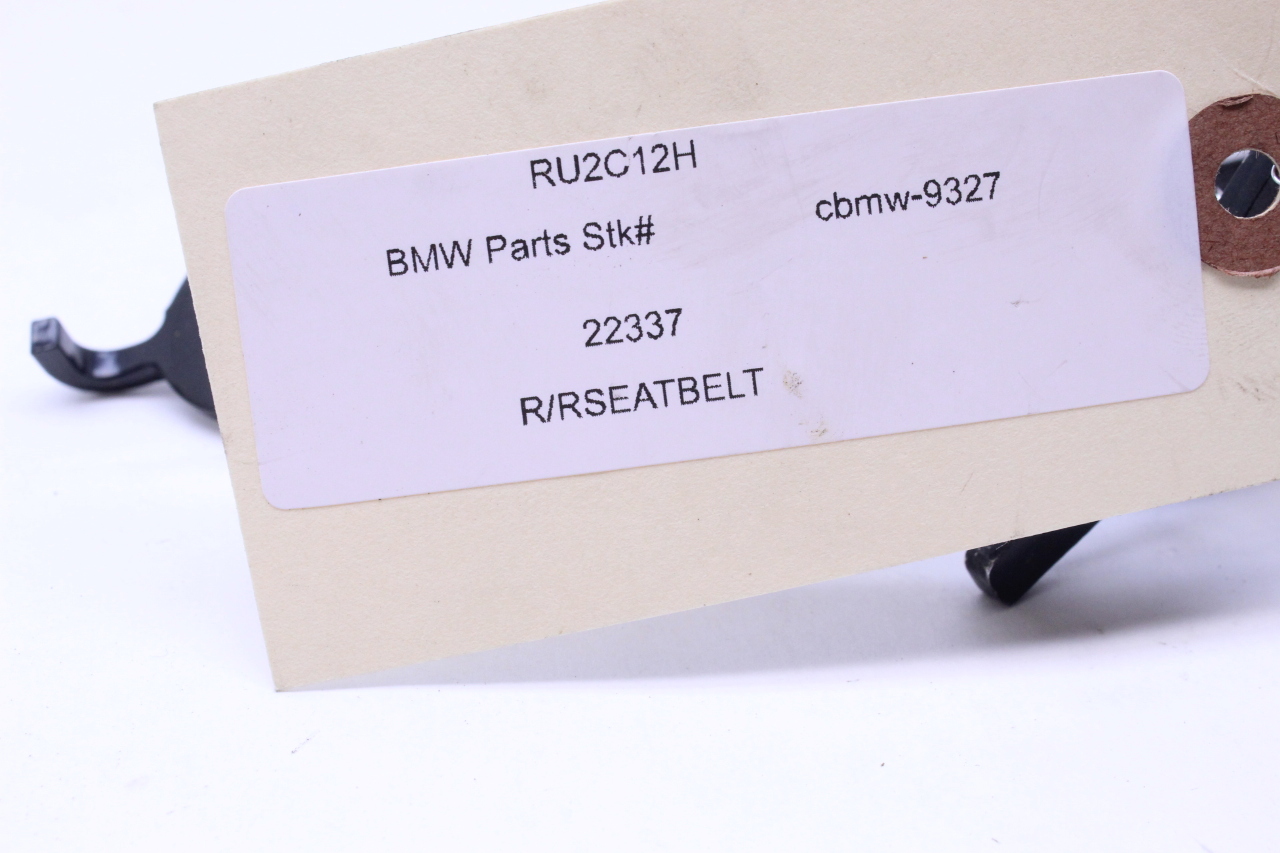 RU2C12H
BMW Parts Stk# cbmw-9327
22337
R/RSEATBELT